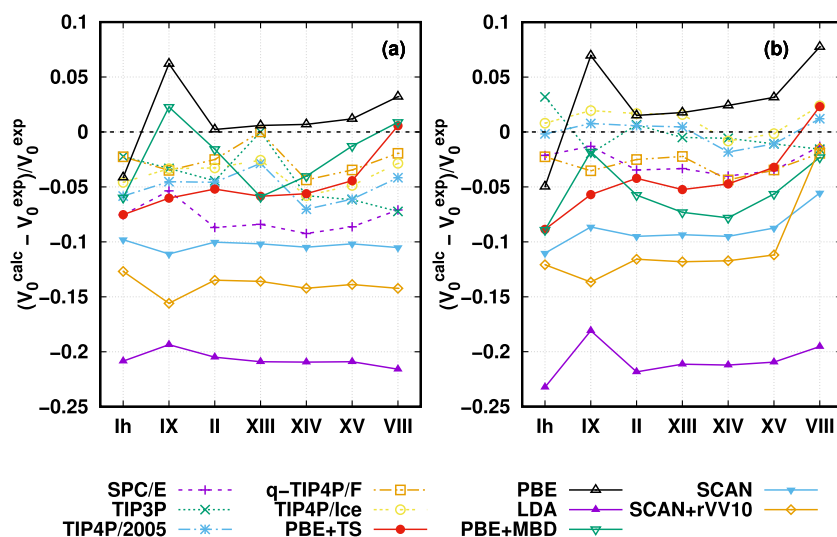 (a)
(V₀ᶜᵃˡᶜ − V₀ᵉˣᵖ)/V₀ᵉˣᵖ
0.1
0.05
0
−0.05
−0.1
−0.15
−0.2
−0.25
Ih IX II XIII XIV XV VIII
(b)
(V₀ᶜᵃˡᶜ − V₀ᵉˣᵖ)/V₀ᵉˣᵖ
0.1
0.05
0
−0.05
−0.1
−0.15
−0.2
−0.25
Ih IX II XIII XIV XV VIII
SPC/E q−TIP4P/F PBE SCAN
TIP3P TIP4P/Ice LDA SCAN+rVV10
TIP4P/2005 PBE+TS PBE+MBD